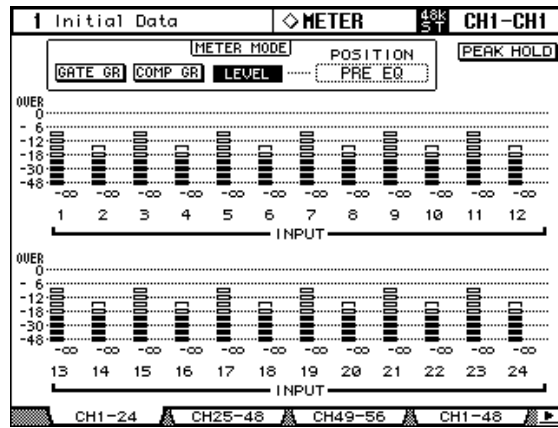 1 Initial Data ◇METER 48k ST CH1-CH1
METER MODE
POSITION
PEAK HOLD
GATE GR COMP GR LEVEL PRE EQ
OVER
0
- 6
-12
-18
-30
-48
-∞ -∞ -∞ -∞ -∞ -∞ -∞ -∞ -∞ -∞ -∞ -∞
1 2 3 4 5 6 7 8 9 10 11 12
INPUT
OVER
0
- 6
-12
-18
-30
-48
-∞ -∞ -∞ -∞ -∞ -∞ -∞ -∞ -∞ -∞ -∞ -∞
13 14 15 16 17 18 19 20 21 22 23 24
INPUT
CH1-24 CH25-48 CH49-56 CH1-48